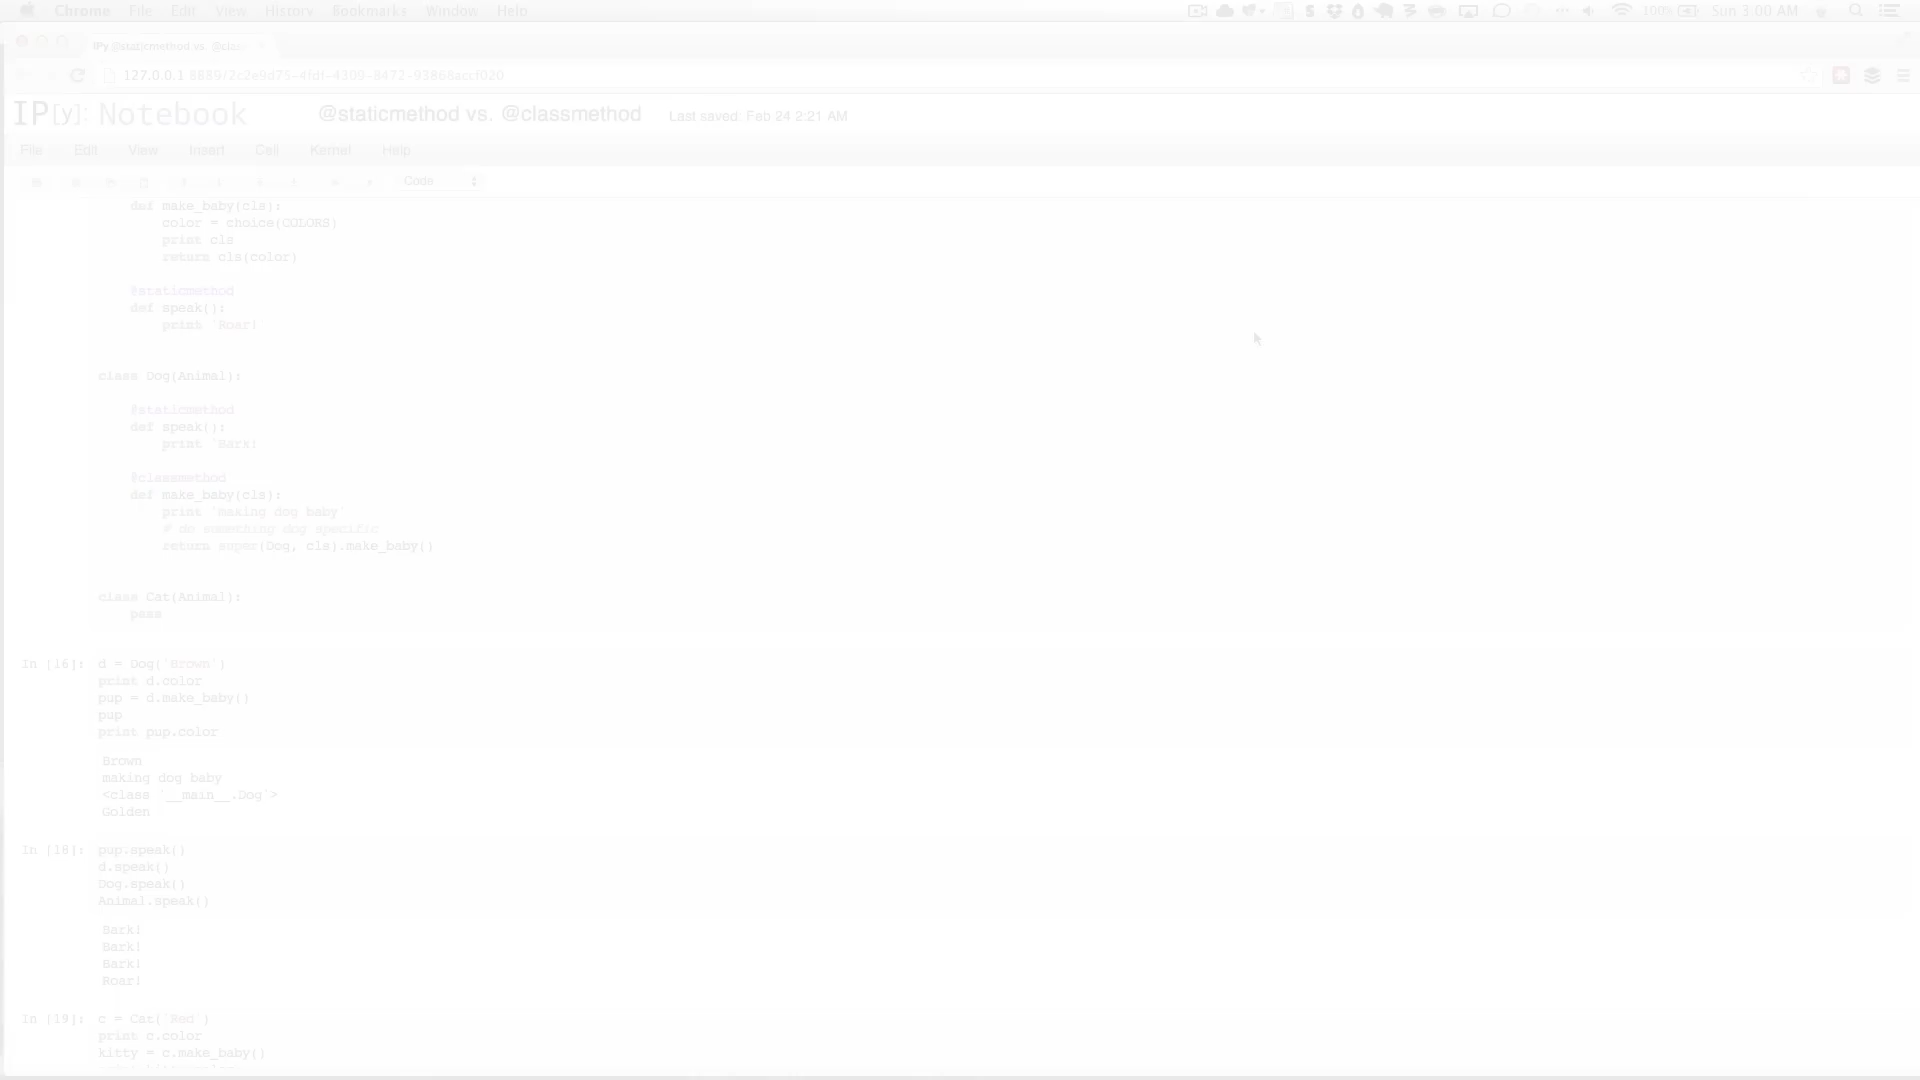 Chrome File Edit View History Bookmarks Window Help 100% Sun 3:00 AM
IPy @staticmethod vs. @clas
127.0.0.1:8889/2c2e9d75-4fdf-4399-8472-93868accf020
IP[y]: Notebook @staticmethod vs. @classmethod Last saved: Feb 24 2:21 AM
File Edit View Insert Cell Kernel Help
Code
def make_baby(cls):
color = choice(COLORS)
print cls
return cls(color)
@staticmethod
def speak():
print 'Roar!
class Dog(Animal):
@staticmethod
def speak():
print 'Bark!
@classmethod
def make_baby(cls):
print 'making dog baby'
# do something dog specific
return super(Dog, cls).make_baby()
class Cat(Animal):
pass
In [16]: d = Dog('Brown')
print d.color
pup = d.make_baby()
pup
print pup.color
Brown
making dog baby
<class '__main__.Dog'>
Golden
In [18]: pup.speak()
d.speak()
Dog.speak()
Animal.speak()
Bark!
Bark!
Bark!
Roar!
In [19]: c = Cat('Red')
print c.color
kitty = c.make_baby()